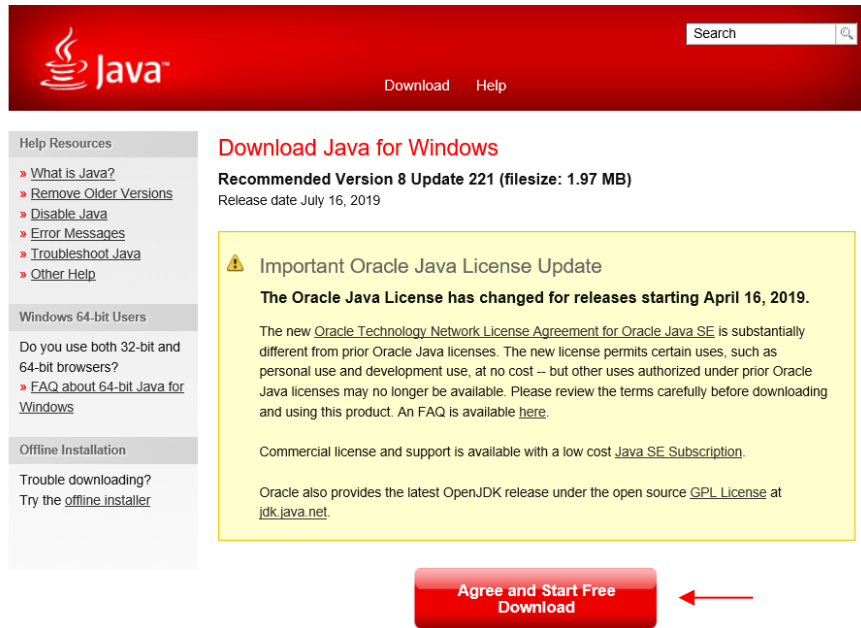 Java™
Search
Download Help
Help Resources
» What is Java?
» Remove Older Versions
» Disable Java
» Error Messages
» Troubleshoot Java
» Other Help
Windows 64-bit Users
Do you use both 32-bit and
64-bit browsers?
» FAQ about 64-bit Java for
Windows
Offline Installation
Trouble downloading?
Try the offline installer
Download Java for Windows
Recommended Version 8 Update 221 (filesize: 1.97 MB)
Release date July 16, 2019
Important Oracle Java License Update
The Oracle Java License has changed for releases starting April 16, 2019.
The new Oracle Technology Network License Agreement for Oracle Java SE is substantially
different from prior Oracle Java licenses. The new license permits certain uses, such as
personal use and development use, at no cost -- but other uses authorized under prior Oracle
Java licenses may no longer be available. Please review the terms carefully before downloading
and using this product. An FAQ is available here.
Commercial license and support is available with a low cost Java SE Subscription.
Oracle also provides the latest OpenJDK release under the open source GPL License at
jdk.java.net.
Agree and Start Free
Download